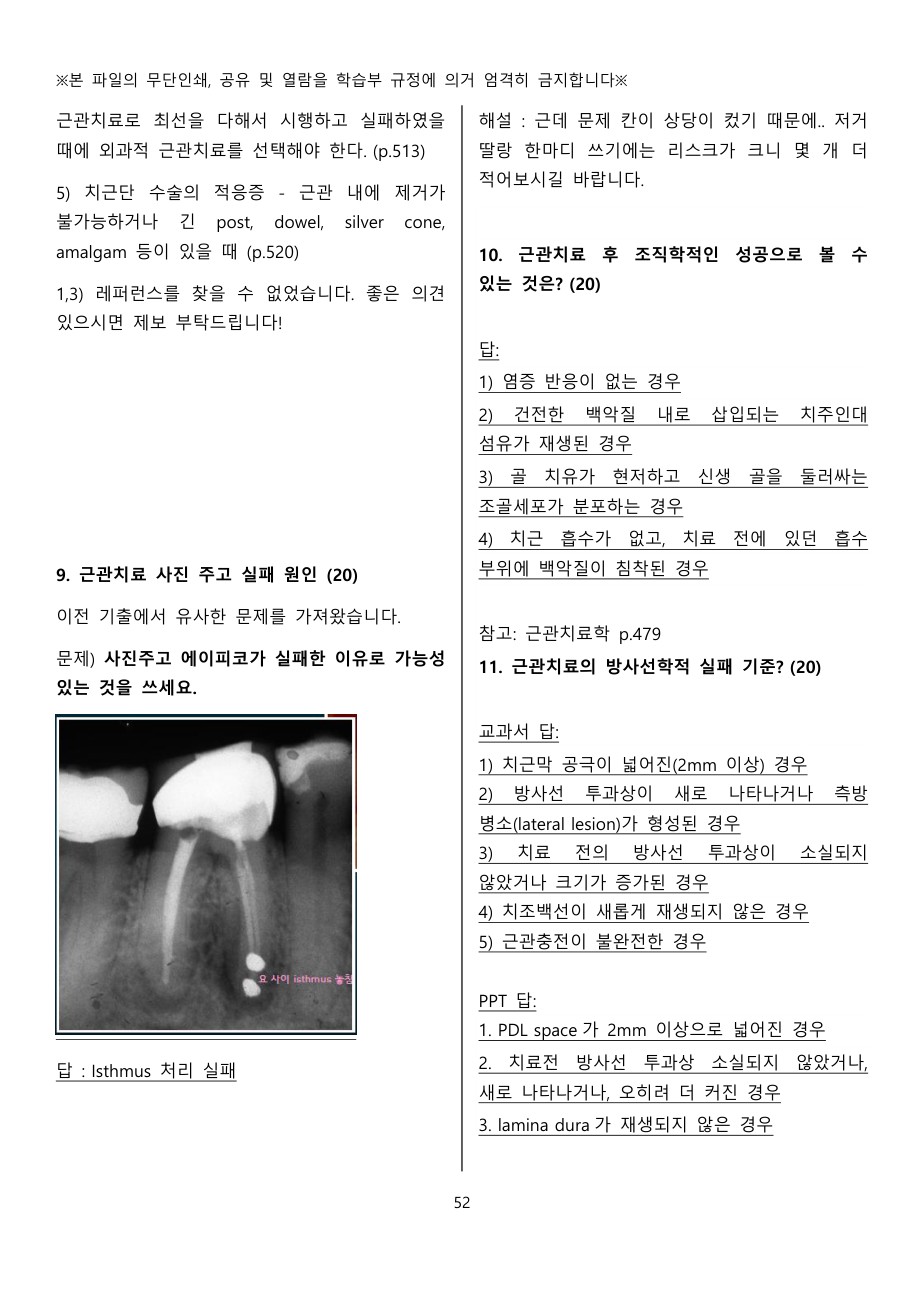 ※본 파일의 무단인쇄, 공유 및 열람을 학습부 규정에 의거 엄격히 금지합니다※
근관치료로 최선을 다해서 시행하고 실패하였을
때에 외과적 근관치료를 선택해야 한다. (p.513)
5) 치근단 수술의 적응증 - 근관 내에 제거가
불가능하거나 긴 post, dowel, silver cone,
amalgam 등이 있을 때 (p.520)
1,3) 레퍼런스를 찾을 수 없었습니다. 좋은 의견
있으시면 제보 부탁드립니다!
9. 근관치료 사진 주고 실패 원인 (20)
이전 기출에서 유사한 문제를 가져왔습니다.
문제) 사진주고 에이피코가 실패한 이유로 가능성
있는 것을 쓰세요.
요 사이 isthmus 놓침
답 : Isthmus 처리 실패
해설 : 근데 문제 칸이 상당이 컸기 때문에.. 저거
딸랑 한마디 쓰기에는 리스크가 크니 몇 개 더
적어보시길 바랍니다.
10. 근관치료 후 조직학적인 성공으로 볼 수
있는 것은? (20)
답:
1) 염증 반응이 없는 경우
2) 건전한 백악질 내로 삽입되는 치주인대
섬유가 재생된 경우
3) 골 치유가 현저하고 신생 골을 둘러싸는
조골세포가 분포하는 경우
4) 치근 흡수가 없고, 치료 전에 있던 흡수
부위에 백악질이 침착된 경우
참고: 근관치료학 p.479
11. 근관치료의 방사선학적 실패 기준? (20)
교과서 답:
1) 치근막 공극이 넓어진(2mm 이상) 경우
2) 방사선 투과상이 새로 나타나거나 측방
병소(lateral lesion)가 형성된 경우
3) 치료 전의 방사선 투과상이 소실되지
않았거나 크기가 증가된 경우
4) 치조백선이 새롭게 재생되지 않은 경우
5) 근관충전이 불완전한 경우
PPT 답:
1. PDL space 가 2mm 이상으로 넓어진 경우
2. 치료전 방사선 투과상 소실되지 않았거나,
새로 나타나거나, 오히려 더 커진 경우
3. lamina dura 가 재생되지 않은 경우
52